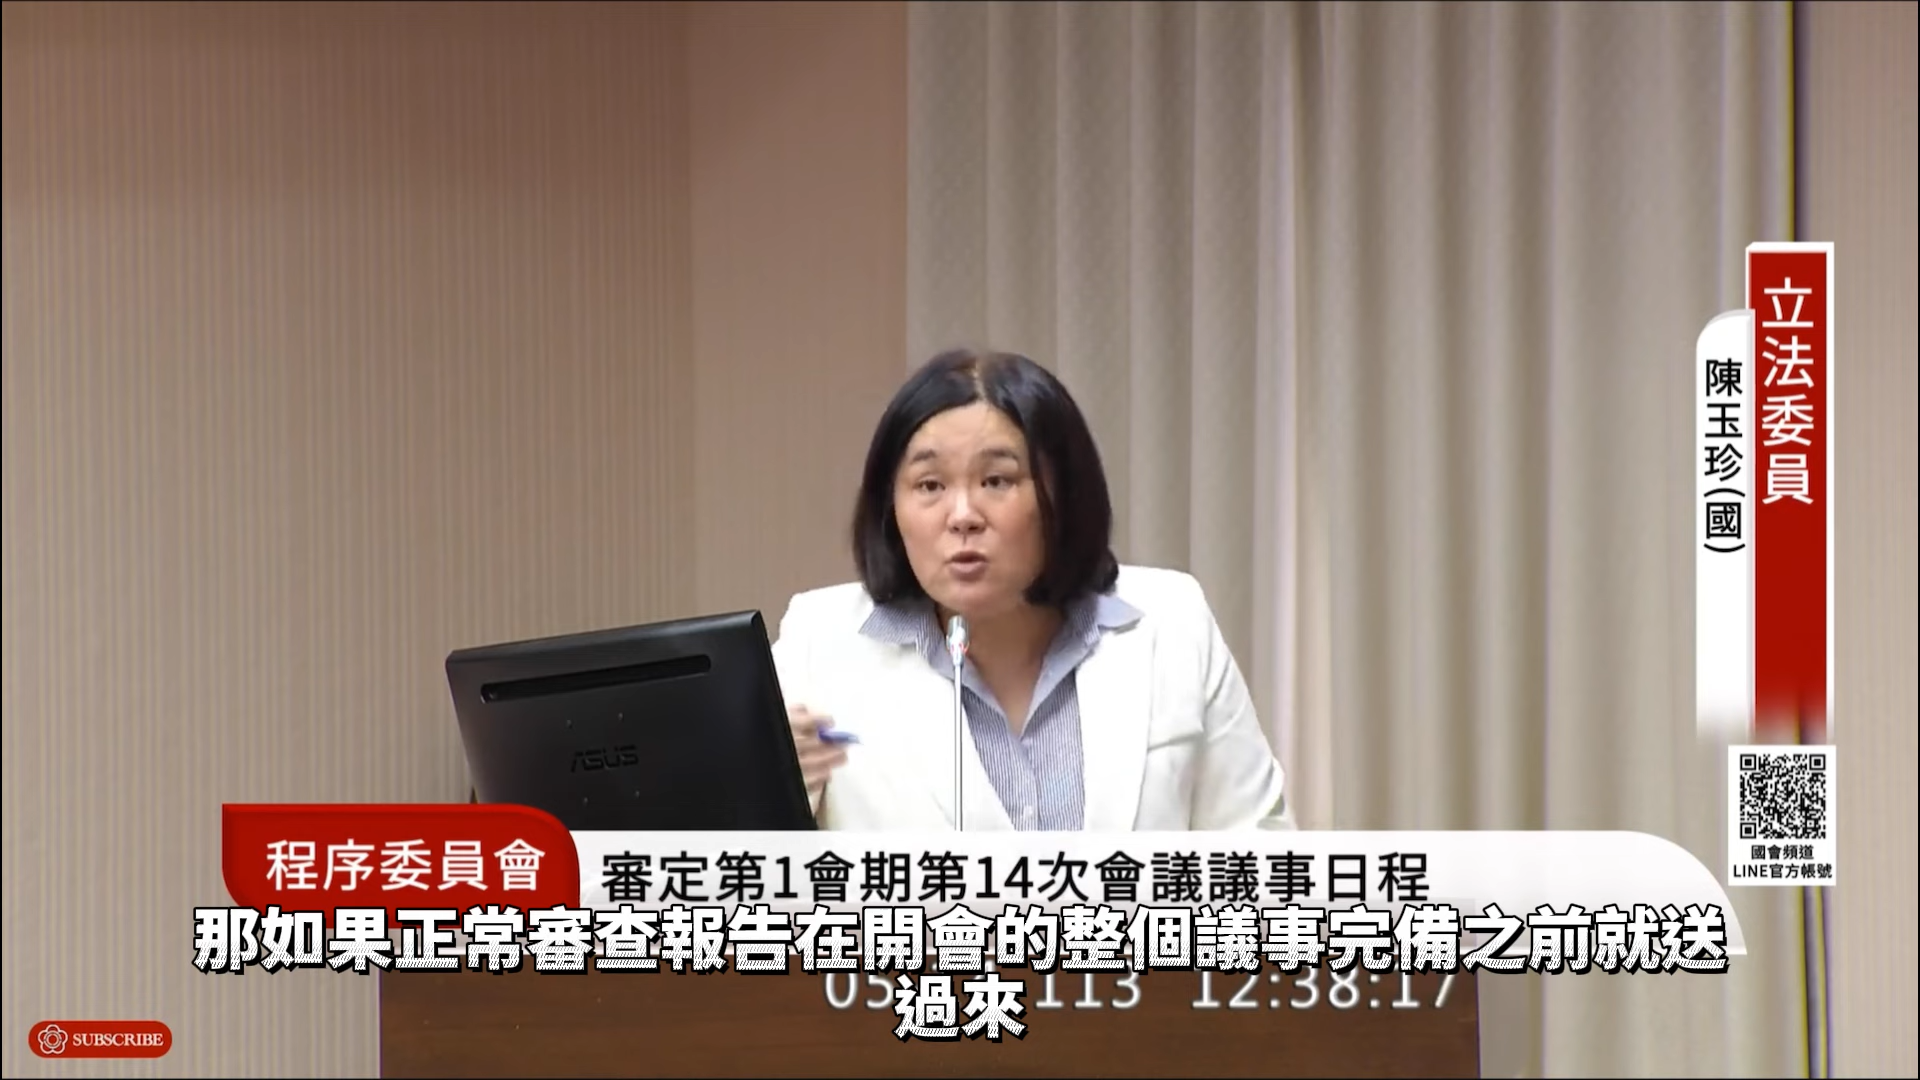 立法委員
陳玉珍(國)
ASUS
國會頻道
LINE官方帳號
程序委員會
審定第1會期第14次會議議事日程
那如果正常審查報告在開會的整個議事完備之前就送
過來
113 12:38:17
SUBSCRIBE